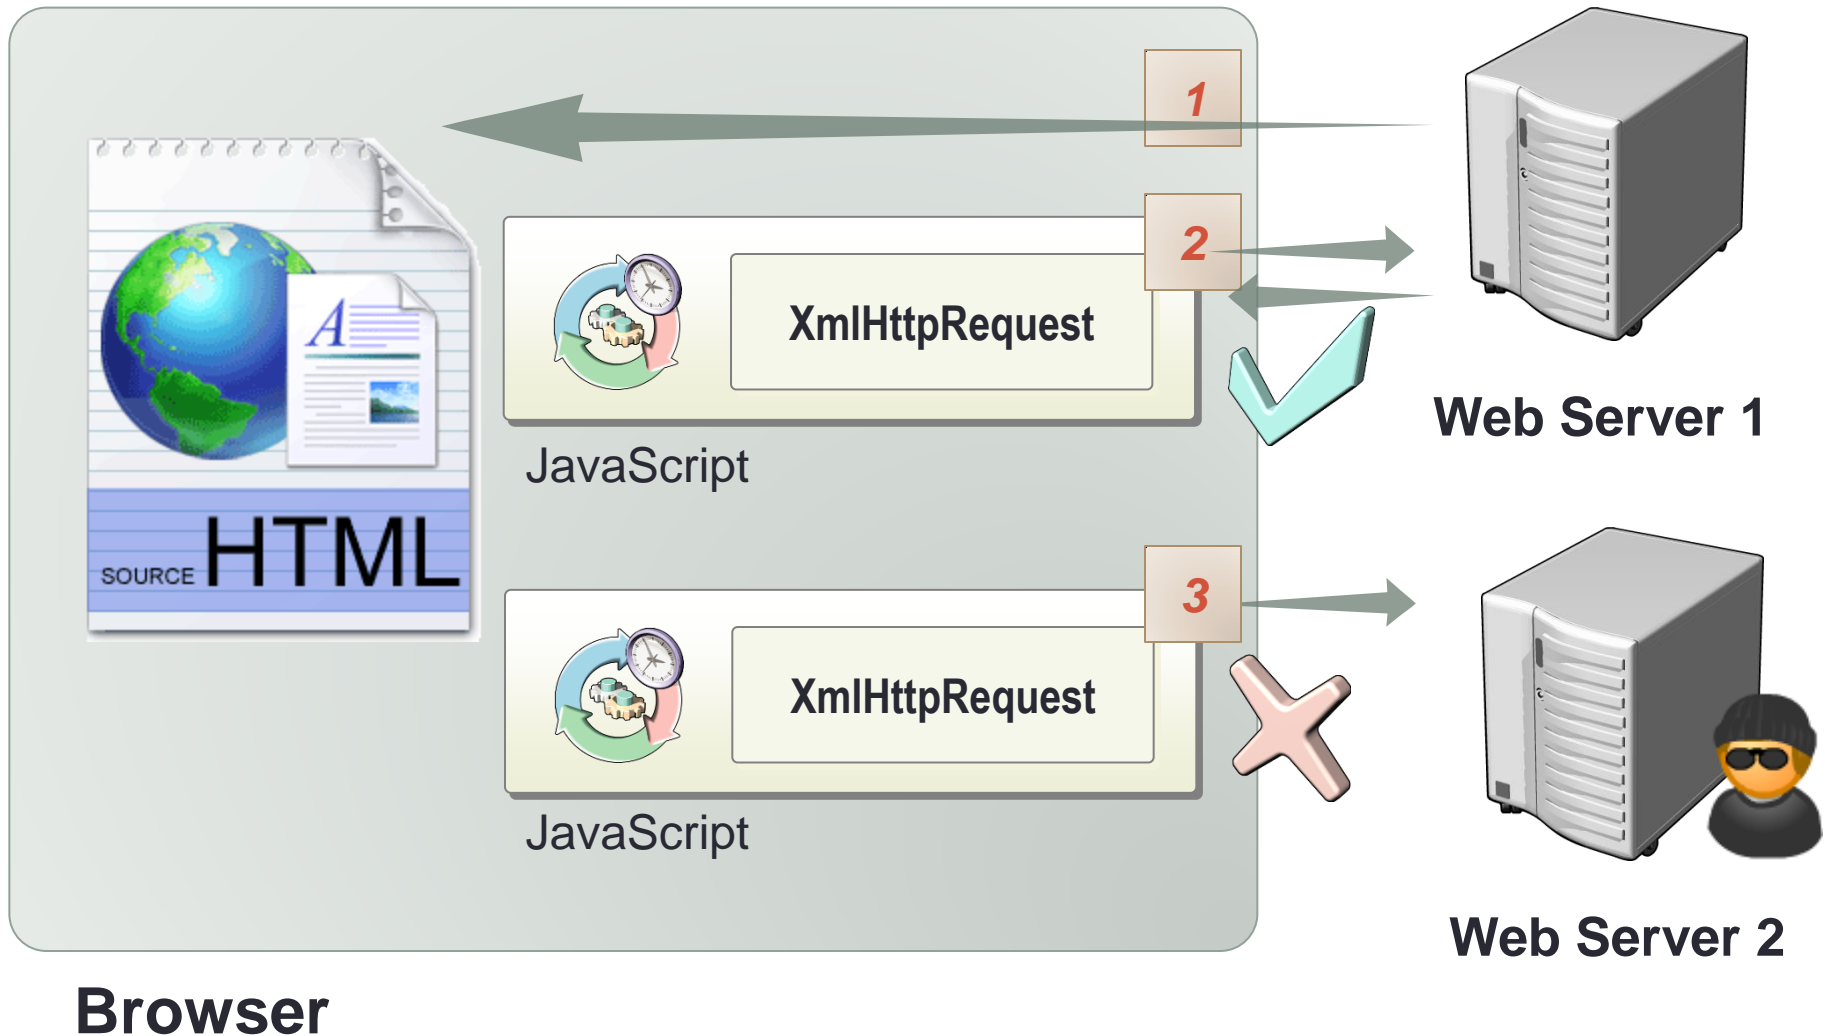 1
2
XmlHttpRequest
JavaScript
Web Server 1
A
SOURCE HTML
3
XmlHttpRequest
JavaScript
Web Server 2
Browser